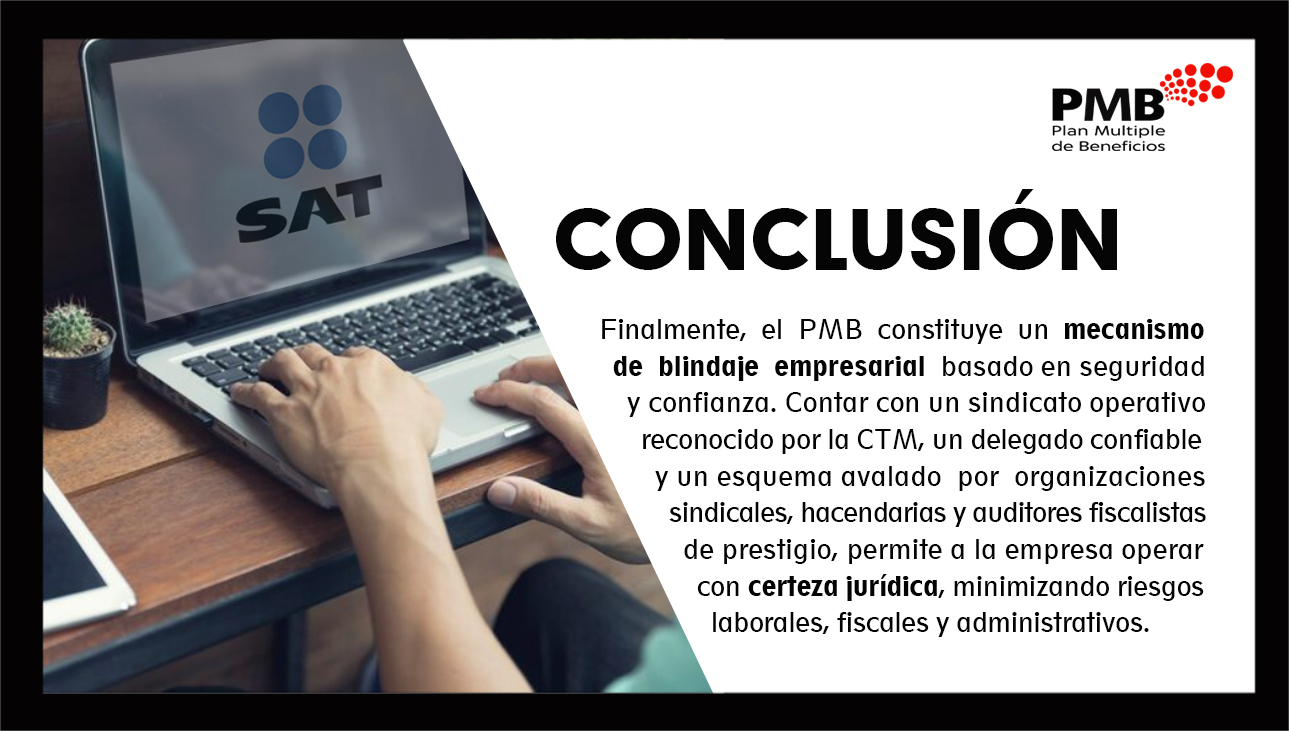 SAT
PMB
Plan Multiple
de Beneficios
CONCLUSIÓN
Finalmente, el PMB constituye un mecanismo
de blindaje empresarial basado en seguridad
y confianza. Contar con un sindicato operativo
reconocido por la CTM, un delegado confiable
y un esquema avalado por organizaciones
sindicales, hacendarias y auditores fiscalistas
de prestigio, permite a la empresa operar
con certeza jurídica, minimizando riesgos
laborales, fiscales y administrativos.